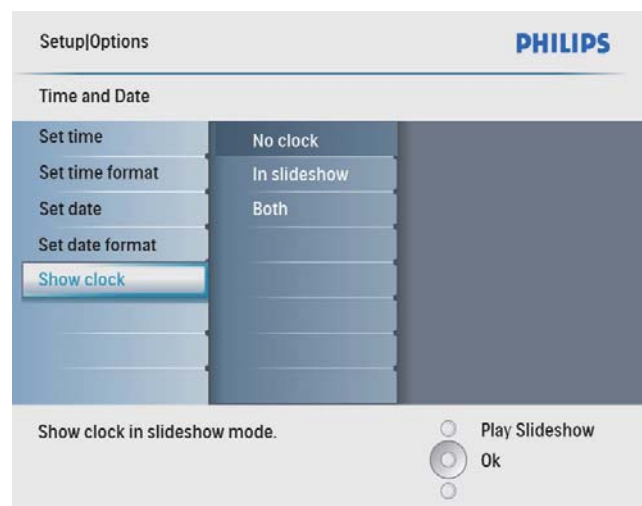 Setup|Options
PHILIPS
Time and Date
Set time
Set time format
Set date
Set date format
Show clock
No clock
In slideshow
Both
Show clock in slideshow mode.
Play Slideshow
Ok